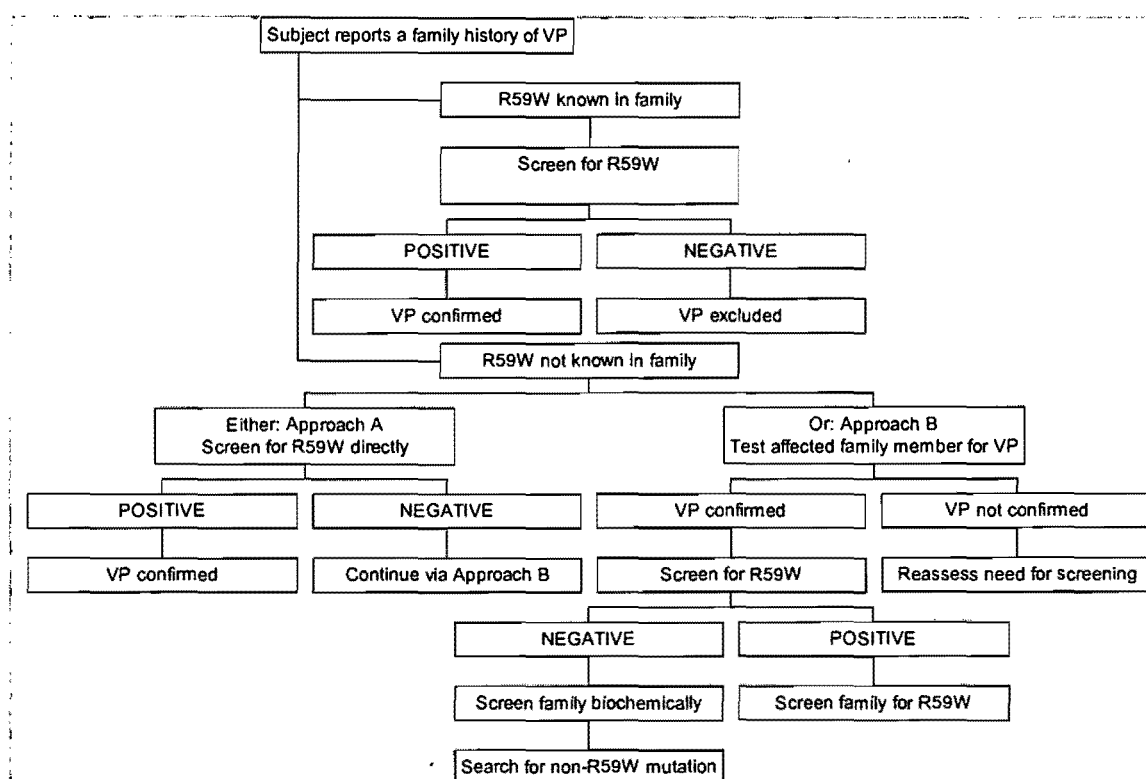 Subject reports a family history of VP
R59W known in family
Screen for R59W
POSITIVE
NEGATIVE
VP confirmed
VP excluded
R59W not known in family
Either: Approach A
Screen for R59W directly
Or: Approach B
Test affected family member for VP
POSITIVE
NEGATIVE
VP confirmed
VP not confirmed
VP confirmed
Continue via Approach B
Screen for R59W
Reassess need for screening
NEGATIVE
POSITIVE
Screen family biochemically
Screen family for R59W
Search for non-R59W mutation